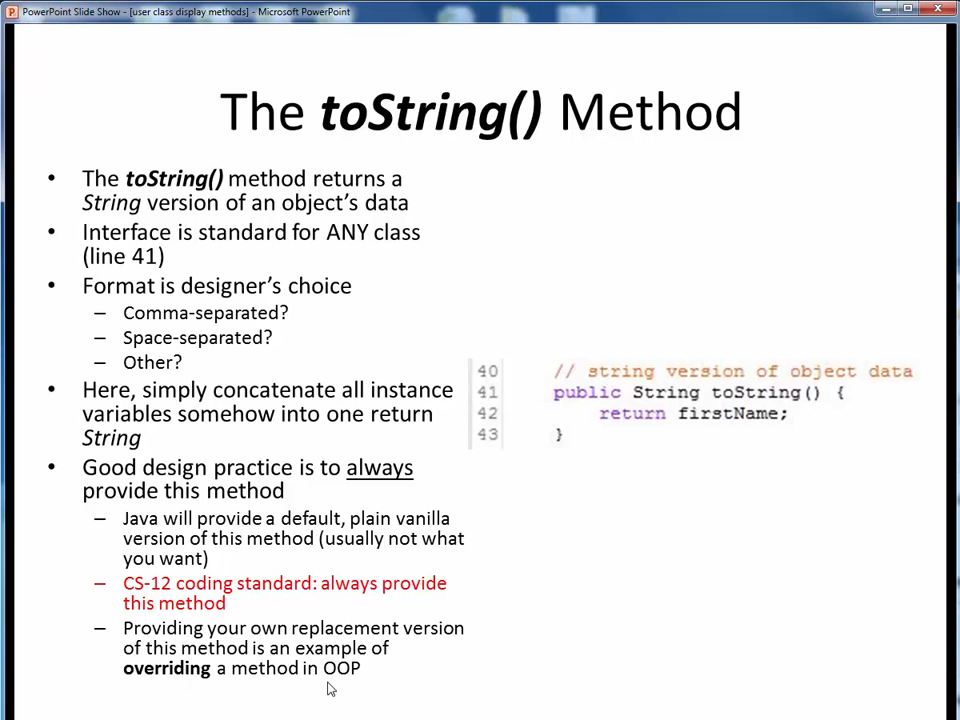 PowerPoint Slide Show - [user class display methods] - Microsoft PowerPoint
The toString() Method
• The toString() method returns a
String version of an object's data
• Interface is standard for ANY class
(line 41)
• Format is designer's choice
– Comma-separated?
– Space-separated?
– Other?
• Here, simply concatenate all instance
variables somehow into one return
String
• Good design practice is to always
provide this method
– Java will provide a default, plain vanilla
version of this method (usually not what
you want)
– CS-12 coding standard: always provide
this method
– Providing your own replacement version
of this method is an example of
overriding a method in OOP
40 // string version of object data
41 public String toString() {
42 return firstName;
43 }